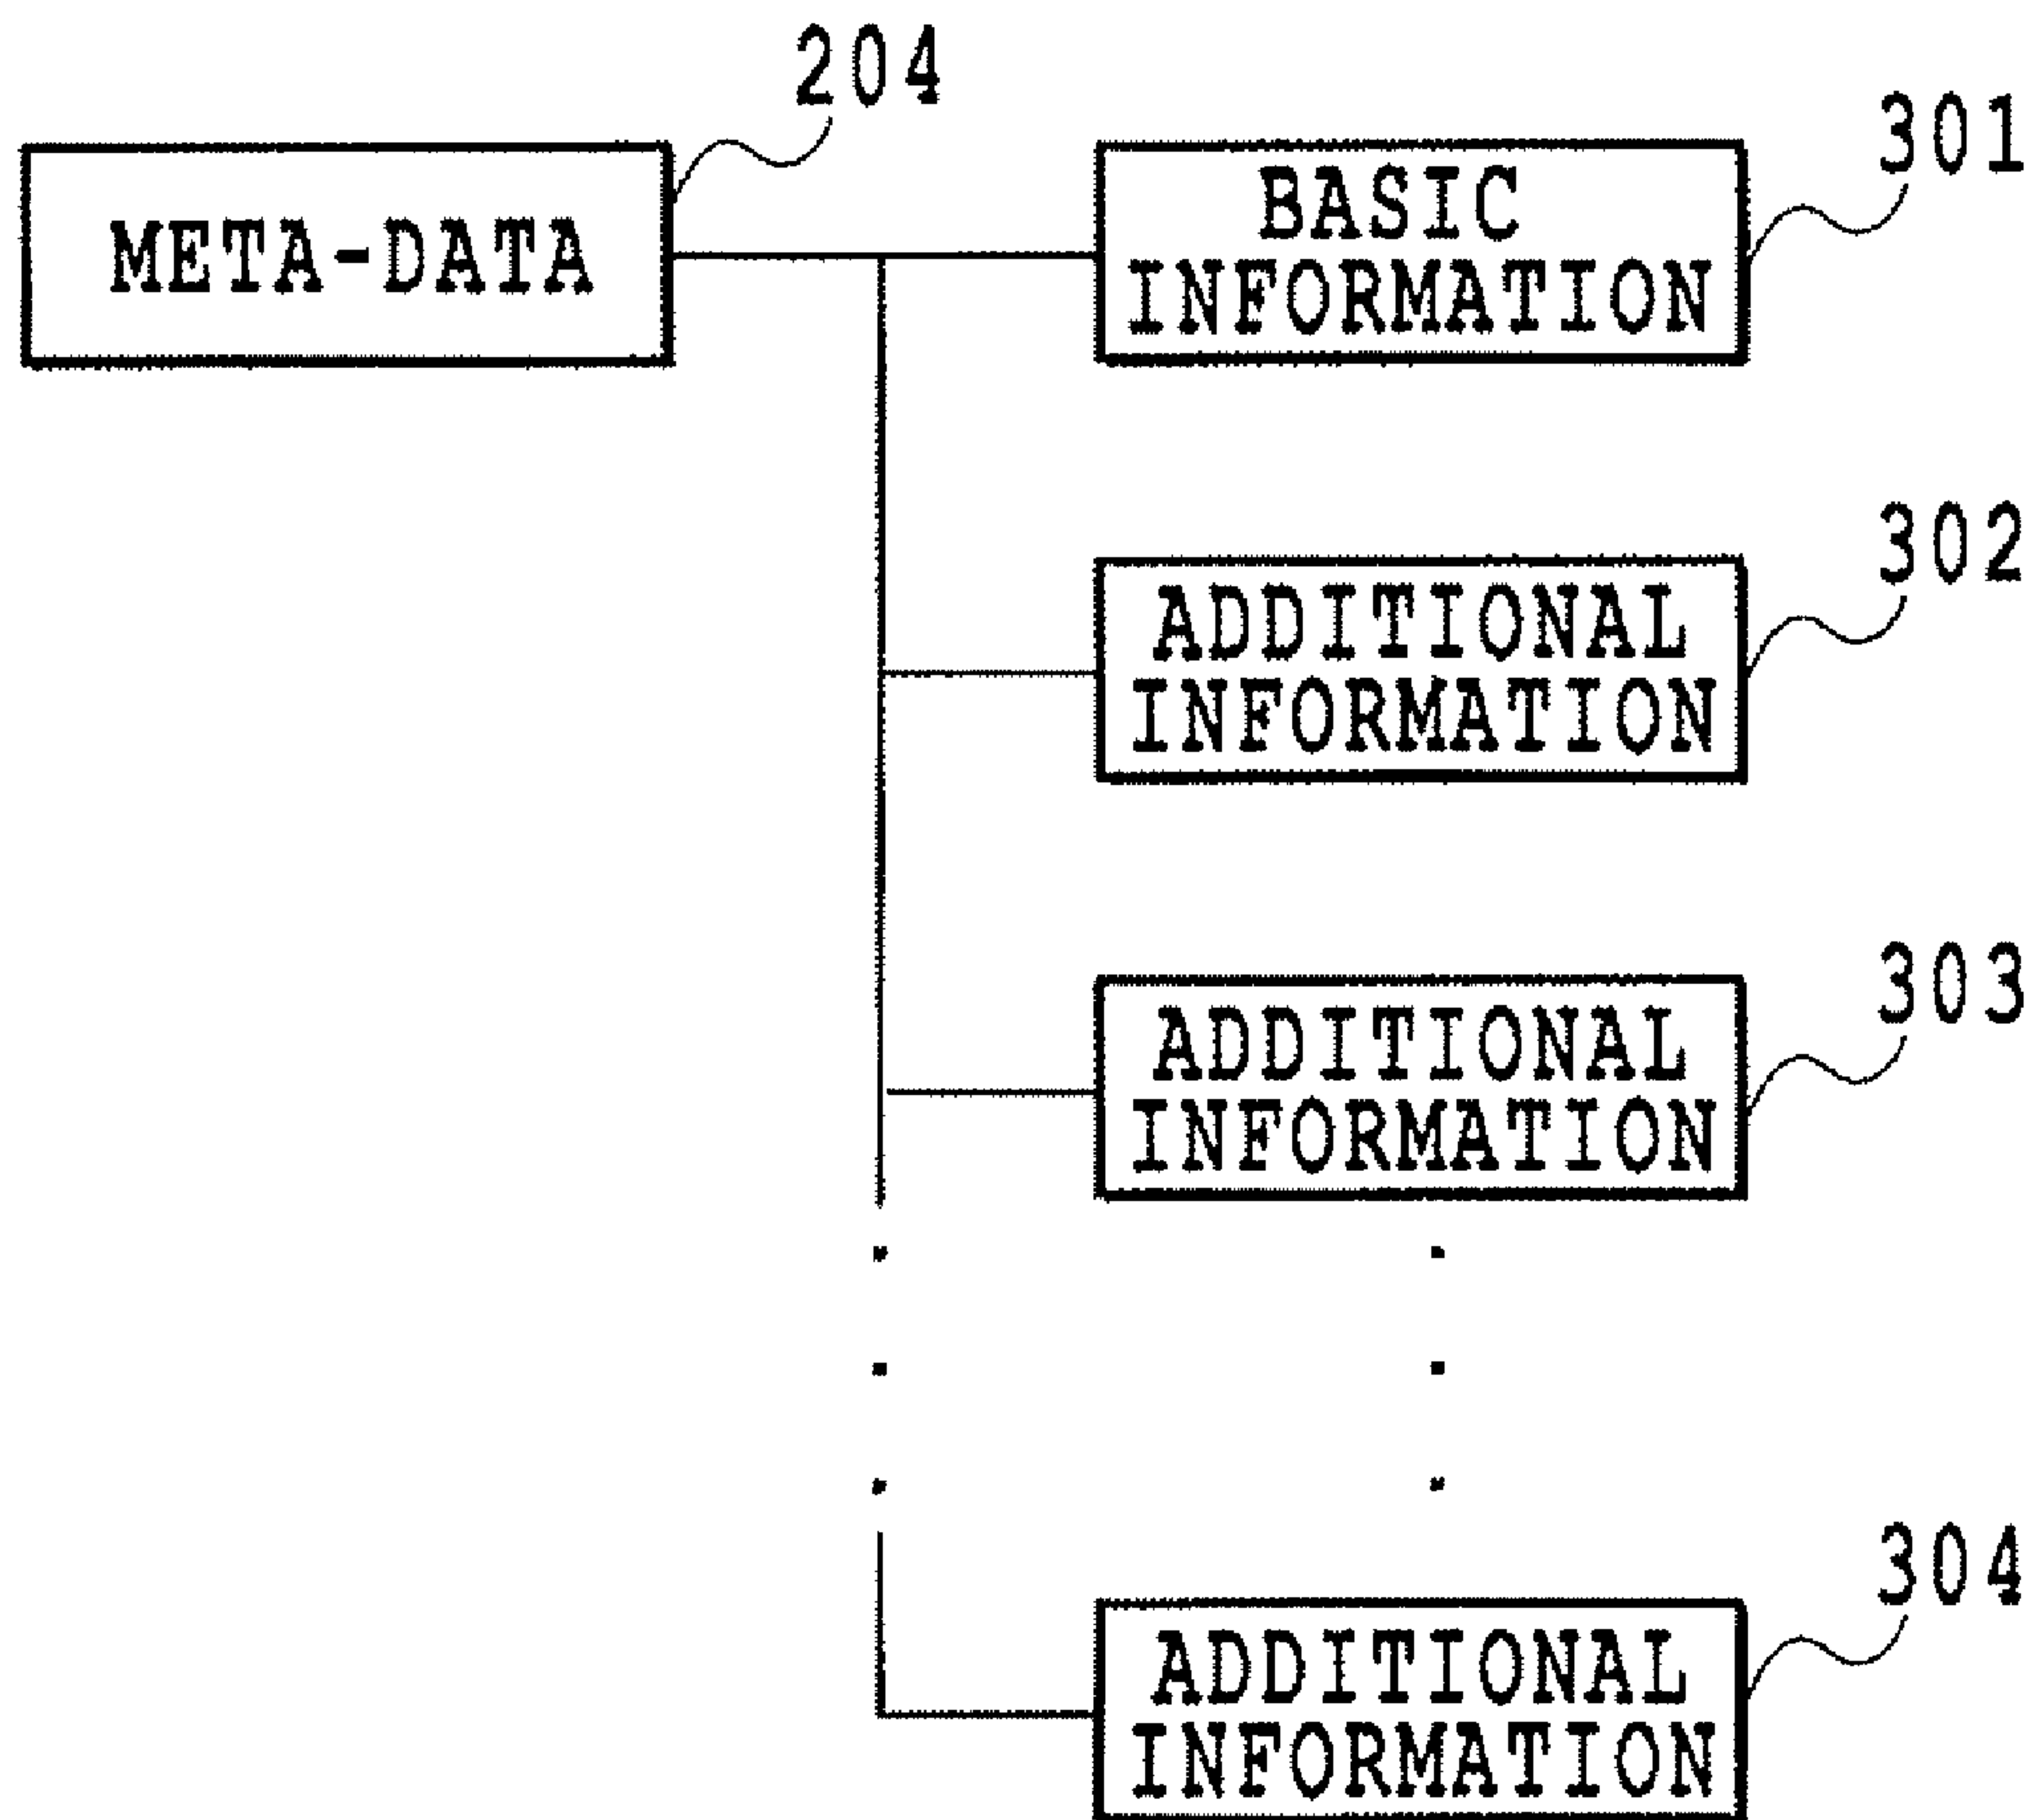 204
META-DATA
301
BASIC
INFORMATION
302
ADDITIONAL
INFORMATION
303
ADDITIONAL
INFORMATION
304
ADDITIONAL
INFORMATION